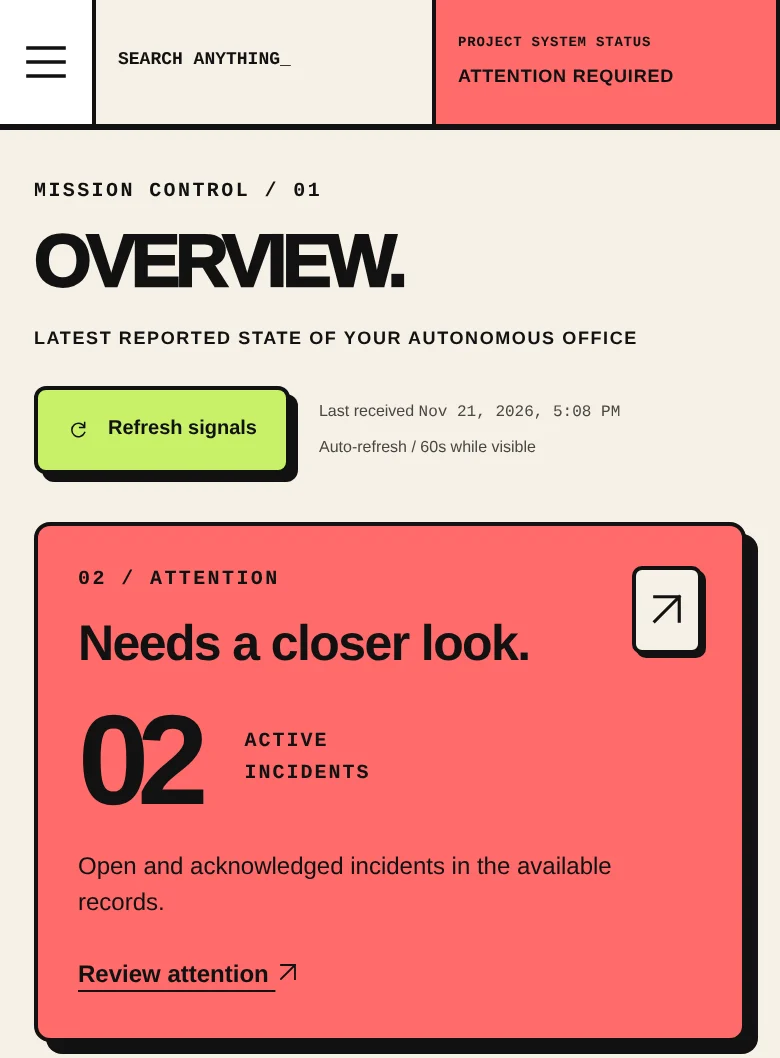 SEARCH ANYTHING_
PROJECT SYSTEM STATUS
ATTENTION REQUIRED
MISSION CONTROL / 01
OVERVIEW.
LATEST REPORTED STATE OF YOUR AUTONOMOUS OFFICE
Refresh signals
Last received Nov 21, 2026, 5:08 PM
Auto-refresh / 60s while visible
02 / ATTENTION
Needs a closer look.
02
ACTIVE
INCIDENTS
Open and acknowledged incidents in the available
records.
Review attention